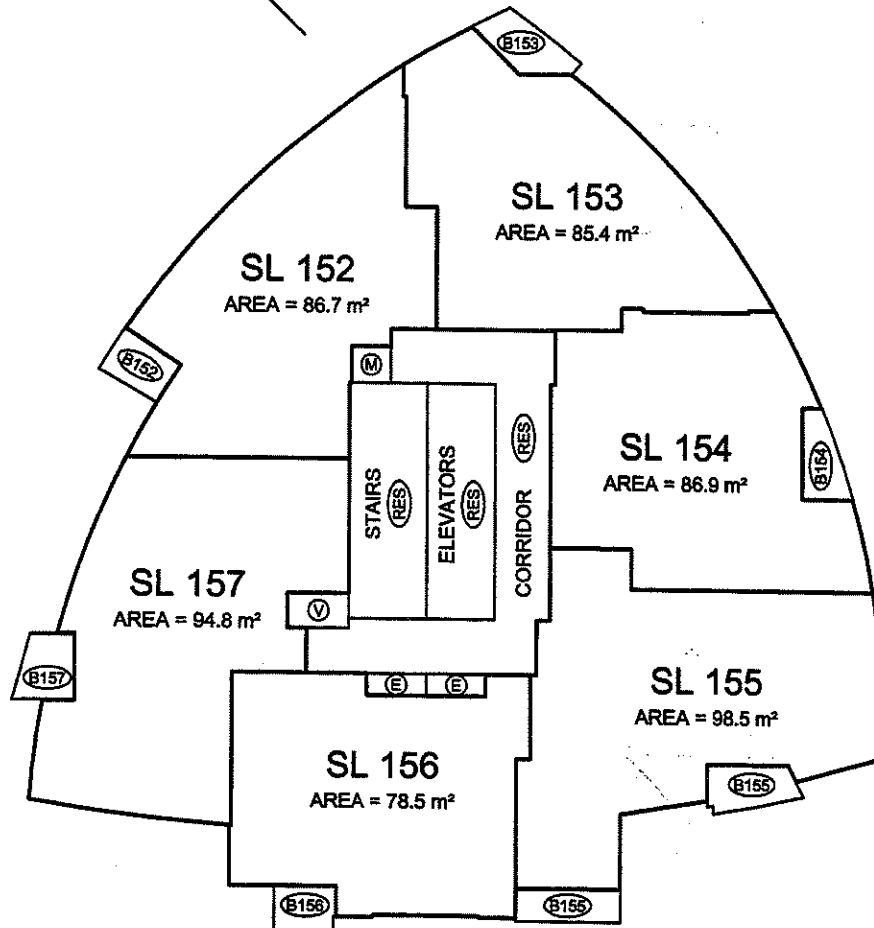 B153
SL 153
AREA = 85.4 m²
SL 152
AREA = 86.7 m²
B152
M
RES
SL 154
AREA = 86.9 m²
B154
STAIRS
RES
ELEVATORS
RES
CORRIDOR
SL 157
AREA = 94.8 m²
V
B157
E
E
SL 155
AREA = 98.5 m²
SL 156
AREA = 78.5 m²
B155
B156
B155